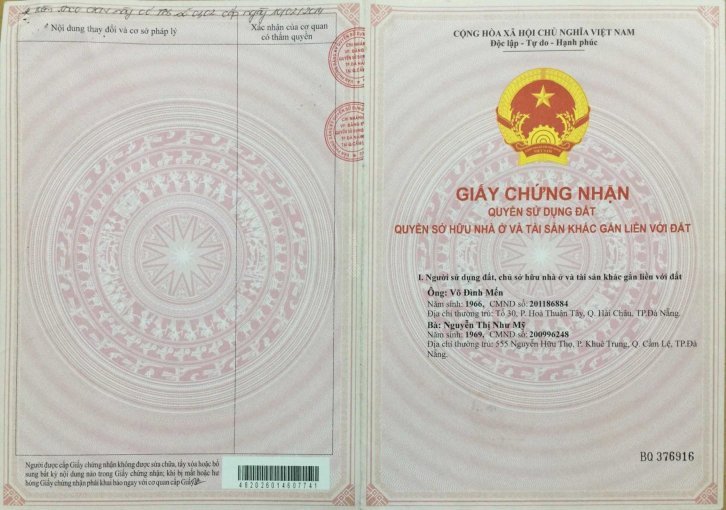 Nội dung thay đổi và cơ sở pháp lý
Xác nhận của cơ quan
có thẩm quyền
Người được cấp Giấy chứng nhận không được sửa chữa, tẩy xóa hoặc bổ
sung bất kỳ nội dung nào trong Giấy chứng nhận; khi bị mất hoặc hư
hỏng Giấy chứng nhận phải khai báo ngay với cơ quan cấp Giấy
482026014607741
CỘNG HÒA XÃ HỘI CHỦ NGHĨA VIỆT NAM
Độc lập - Tự do - Hạnh phúc
VIỆT NAM
GIẤY CHỨNG NHẬN
QUYỀN SỬ DỤNG ĐẤT
QUYỀN SỞ HỮU NHÀ Ở VÀ TÀI SẢN KHÁC GẮN LIỀN VỚI ĐẤT
I. Người sử dụng đất, chủ sở hữu nhà ở và tài sản khác gắn liền với đất
Ông: Võ Đình Mến
Năm sinh: 1966, CMND số: 201186884
Địa chỉ thường trú: Tổ 30, P. Hoà Thuận Tây, Q. Hải Châu, TP.Đà Nẵng.
Bà: Nguyễn Thị Như Mỹ
Năm sinh: 1969, CMND số: 200996248
Địa chỉ thường trú: 555 Nguyễn Hữu Thọ, P. Khuê Trung, Q. Cẩm Lệ, TP.Đà
Nẵng.
BQ 376916